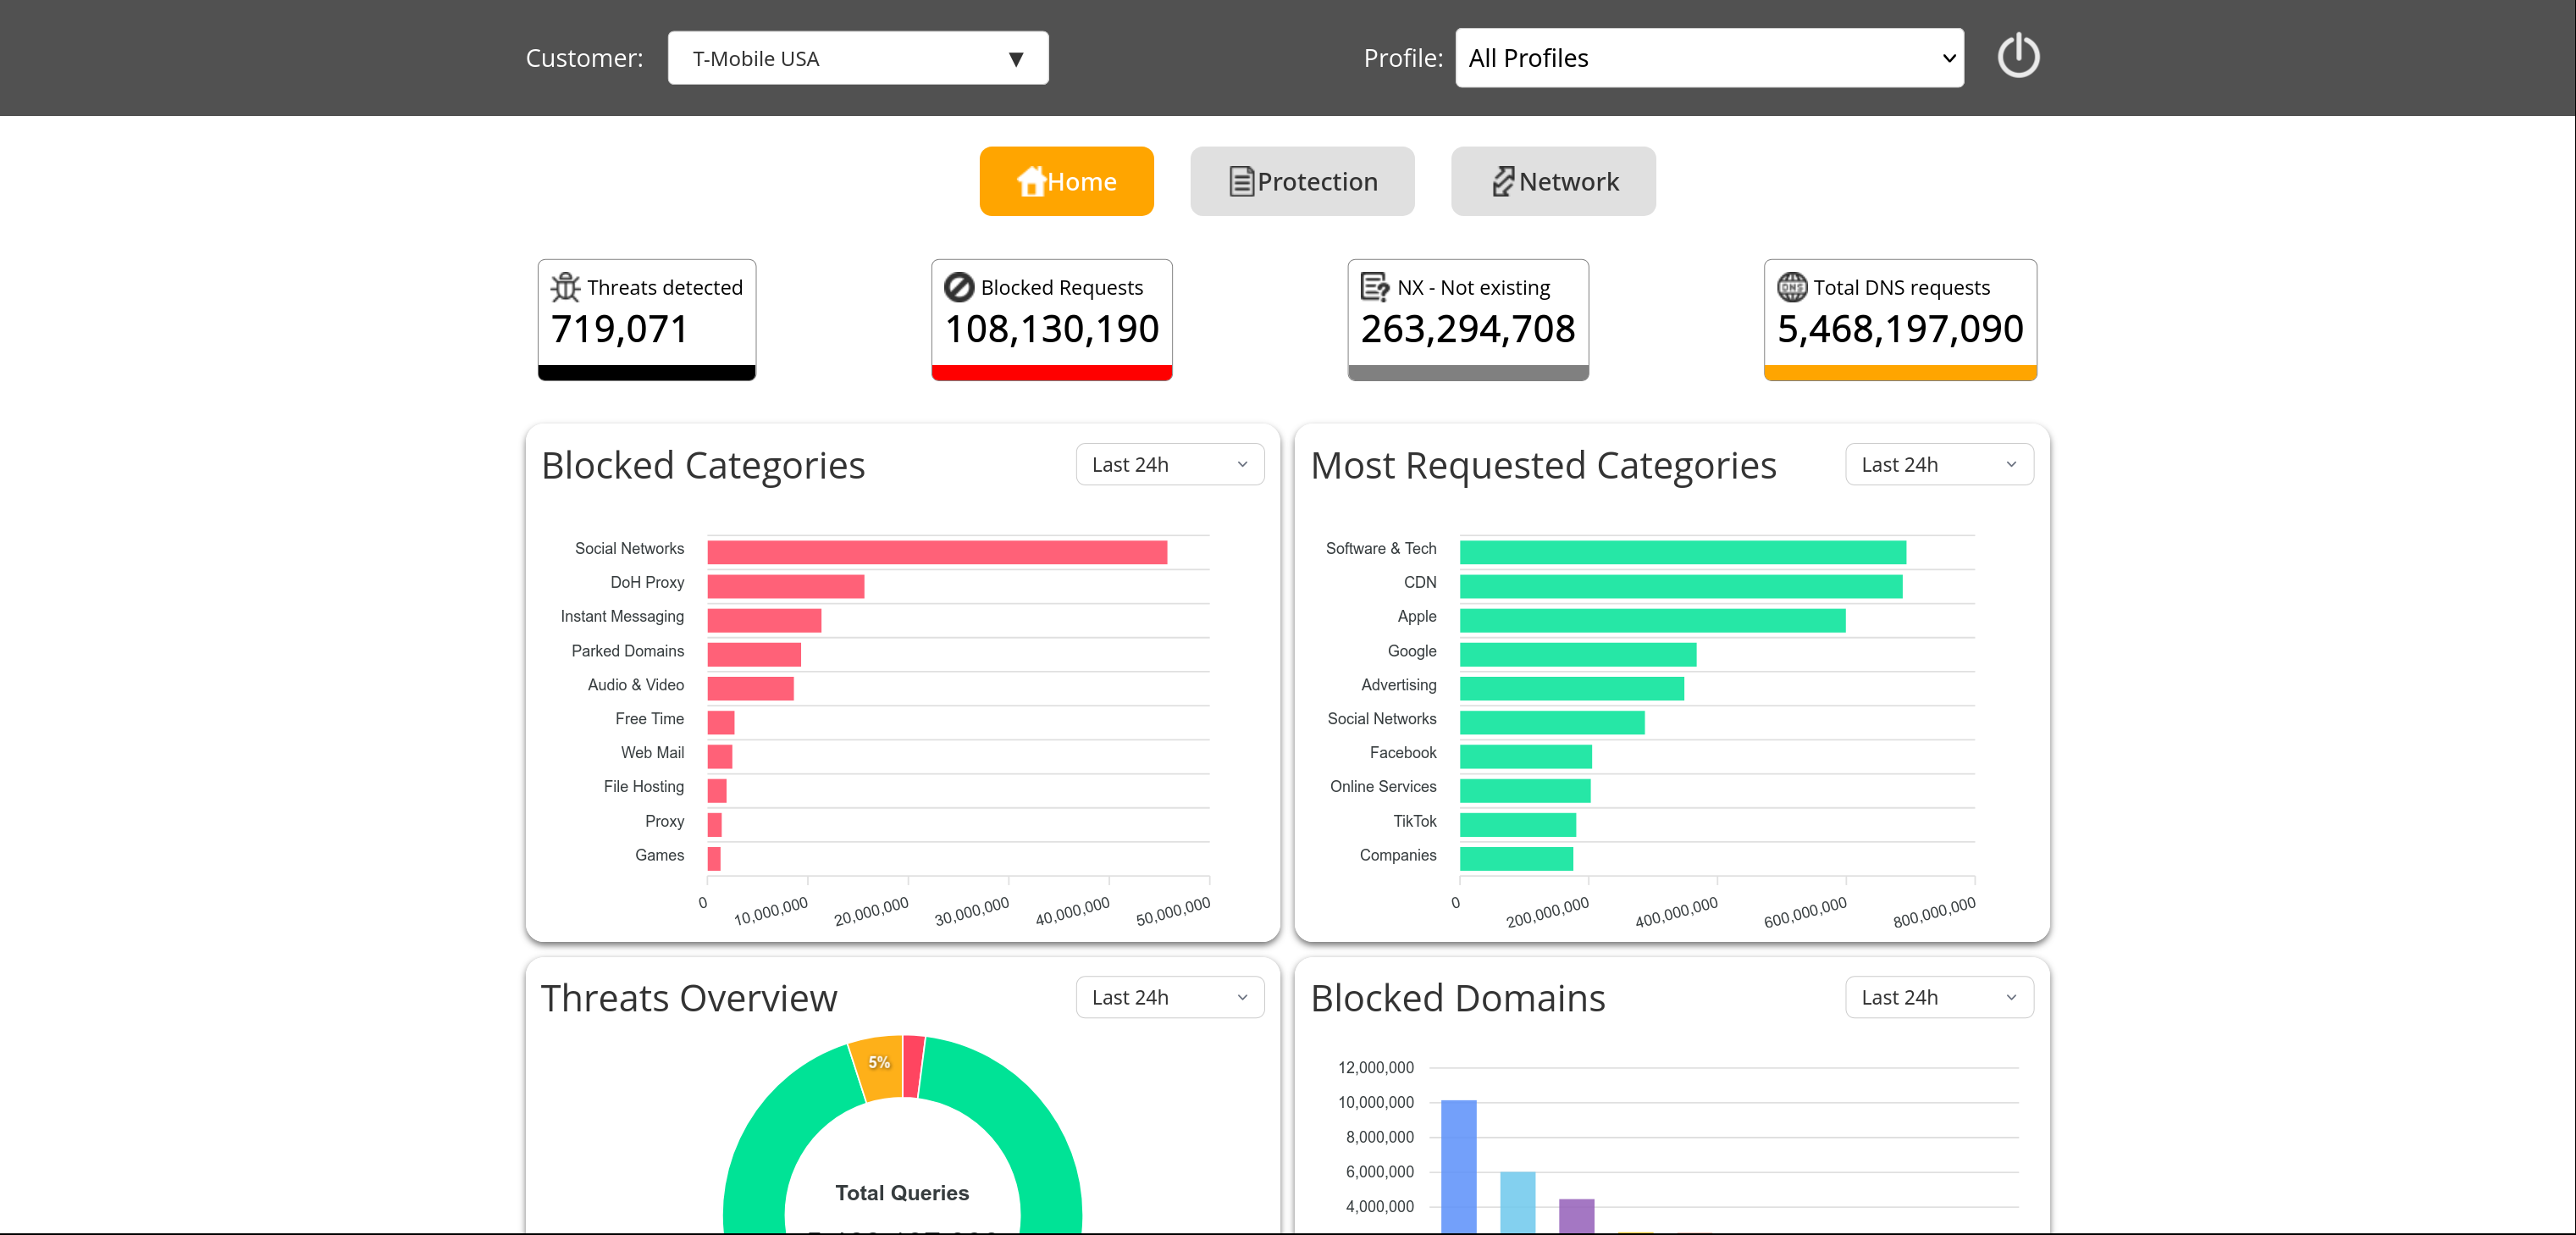 Customer: T-Mobile USA ▼ Profile: All Profiles
Home Protection Network
Threats detected
719,071
Blocked Requests
108,130,190
NX - Not existing
263,294,708
Total DNS requests
5,468,197,090
Blocked Categories Last 24h
Social Networks
DoH Proxy
Instant Messaging
Parked Domains
Audio & Video
Free Time
Web Mail
File Hosting
Proxy
Games
0 10,000,000 20,000,000 30,000,000 40,000,000 50,000,000
Most Requested Categories Last 24h
Software & Tech
CDN
Apple
Google
Advertising
Social Networks
Facebook
Online Services
TikTok
Companies
0 200,000,000 400,000,000 600,000,000 800,000,000
Threats Overview Last 24h
5%
Total Queries
Blocked Domains Last 24h
12,000,000
10,000,000
8,000,000
6,000,000
4,000,000